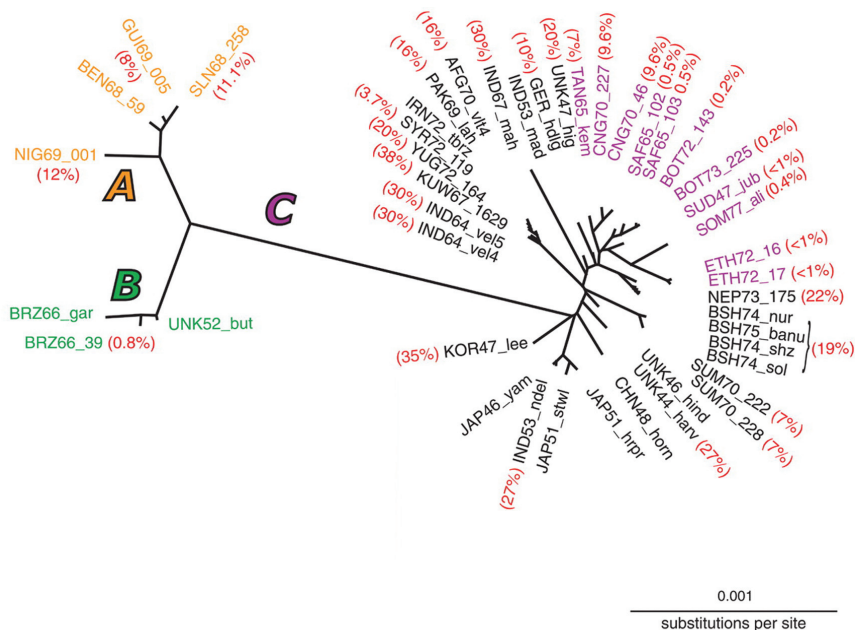 GUI69_005
(8%)
BEN68_59
SLN68_258
(11.1%)
NIG69_001
(12%)
A
B
C
BRZ66_gar
BRZ66_39 (0.8%)
UNK52_but
(30%) IND64_vel4
(30%) IND64_vel5
(38%) KUW67_1629
(20%) YUG72_164
(3.7%) SYR72_119
IRN72_tbrz
(16%) PAK69_lah
(16%) AFG70_vlt4
(30%) IND67_mah
IND53_mad
(10%) GER_hdlg
(20%) UNK47_hig
(7%) TAN65_kem
CNG70_227 (9.6%)
CNG70_46 (9.6%)
SAF65_102 (0.5%)
SAF65_103 0.5%)
BOT72_143 (0.2%)
BOT73_225 (0.2%)
SUD47_jub (<1%)
SOM77_ali (0.4%)
ETH72_16 (<1%)
ETH72_17 (<1%)
NEP73_175 (22%)
BSH74_nur
BSH75_banu
BSH74_shz
BSH74_sol
(19%)
SUM70_222 (7%)
SUM70_228 (7%)
UNK46_hind
UNK44_harv (27%)
CHN48_horn
JAP51_hrpr
JAP51_stwl
(27%) IND53_ndel
JAP46_yam
(35%) KOR47_lee
0.001
substitutions per site